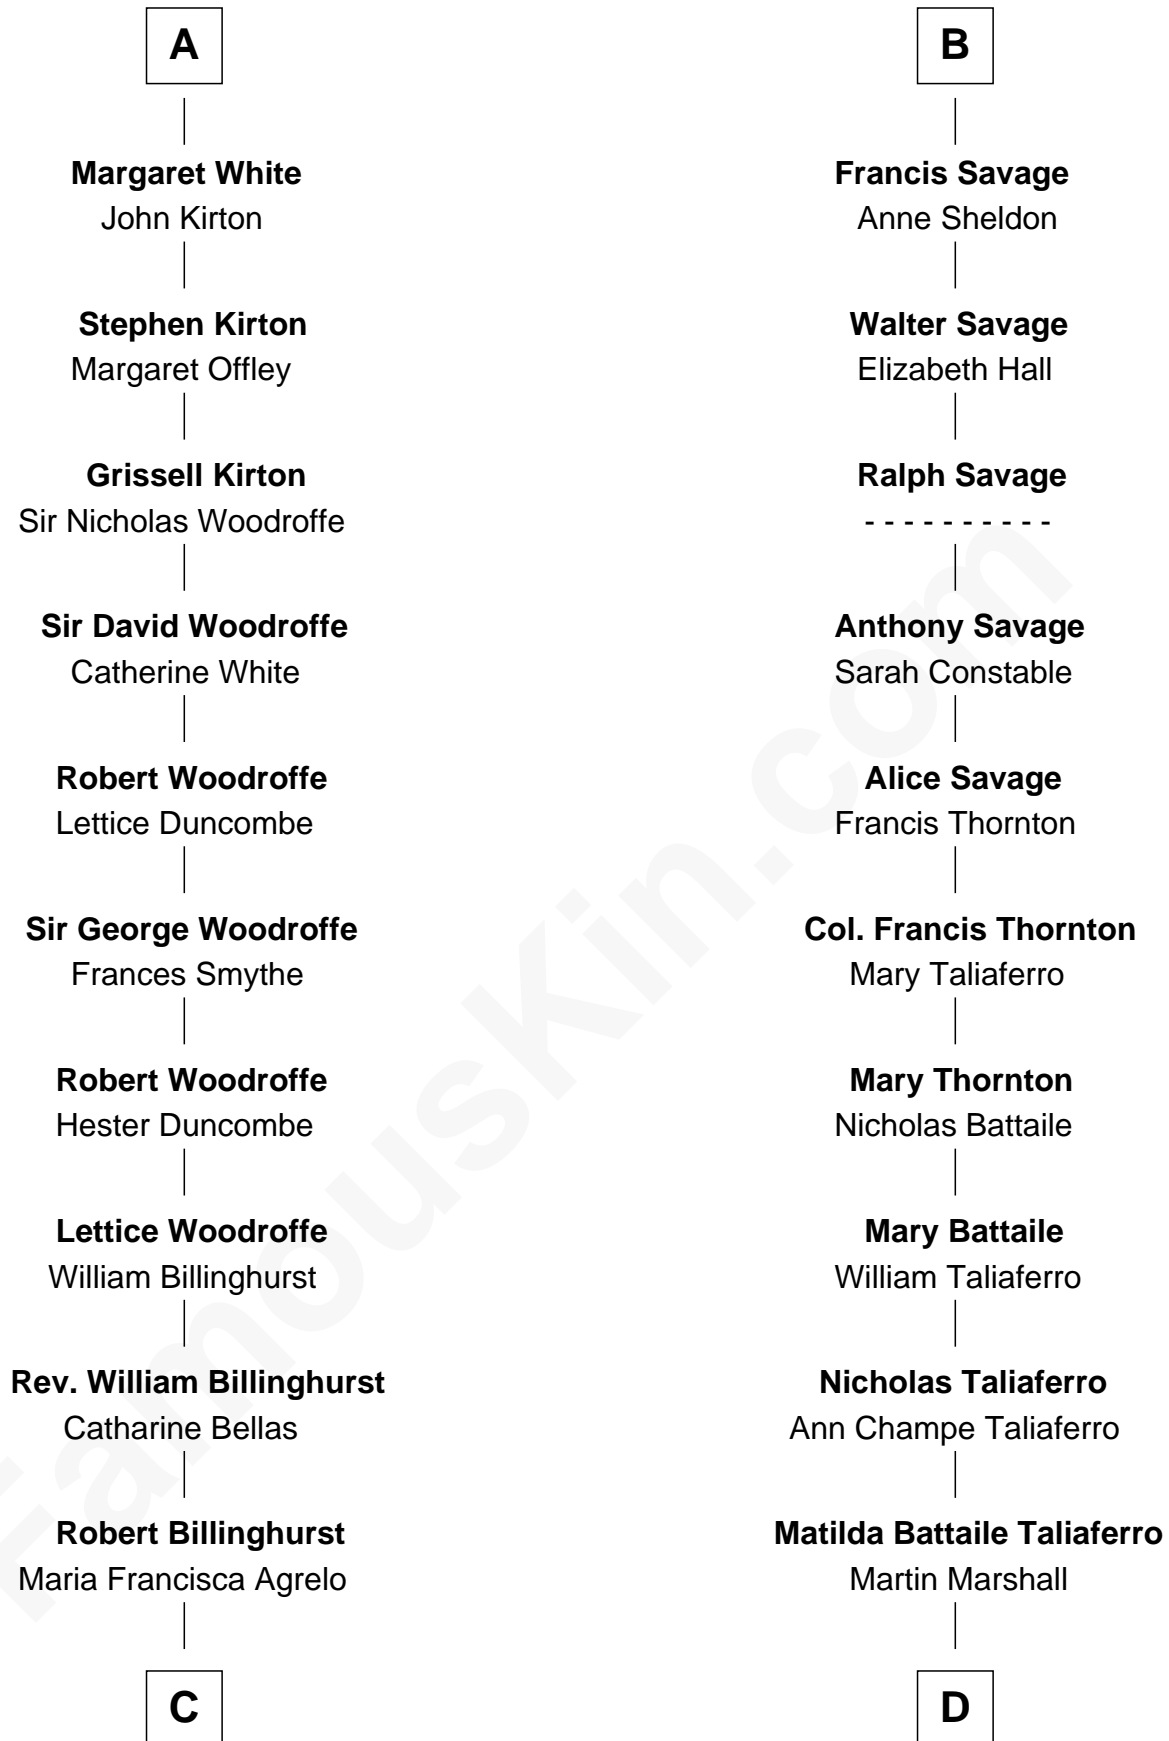 A
Margaret White
John Kirton
Stephen Kirton
Margaret Offley
Grissell Kirton
Sir Nicholas Woodroffe
Sir David Woodroffe
Catherine White
Robert Woodroffe
Lettice Duncombe
Sir George Woodroffe
Frances Smythe
Robert Woodroffe
Hester Duncombe
Lettice Woodroffe
William Billinghurst
Rev. William Billinghurst
Catharine Bellas
Robert Billinghurst
Maria Francisca Agrelo
C
B
Francis Savage
Anne Sheldon
Walter Savage
Elizabeth Hall
Ralph Savage
- - - - - - - - - -
Anthony Savage
Sarah Constable
Alice Savage
Francis Thornton
Col. Francis Thornton
Mary Taliaferro
Mary Thornton
Nicholas Battaile
Mary Battaile
William Taliaferro
Nicholas Taliaferro
Ann Champe Taliaferro
Matilda Battaile Taliaferro
Martin Marshall
D
FamousKin.com